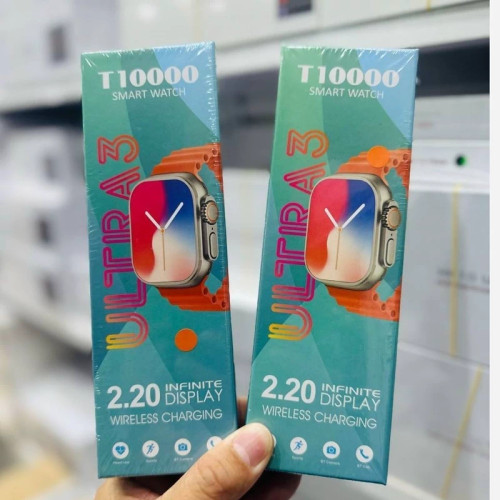 T10000
SMART WATCH
ULTRA 3
2.20 INFINITE DISPLAY
WIRELESS CHARGING
T10000
SMART WATCH
ULTRA 3
2.20 INFINITE DISPLAY
WIRELESS CHARGING